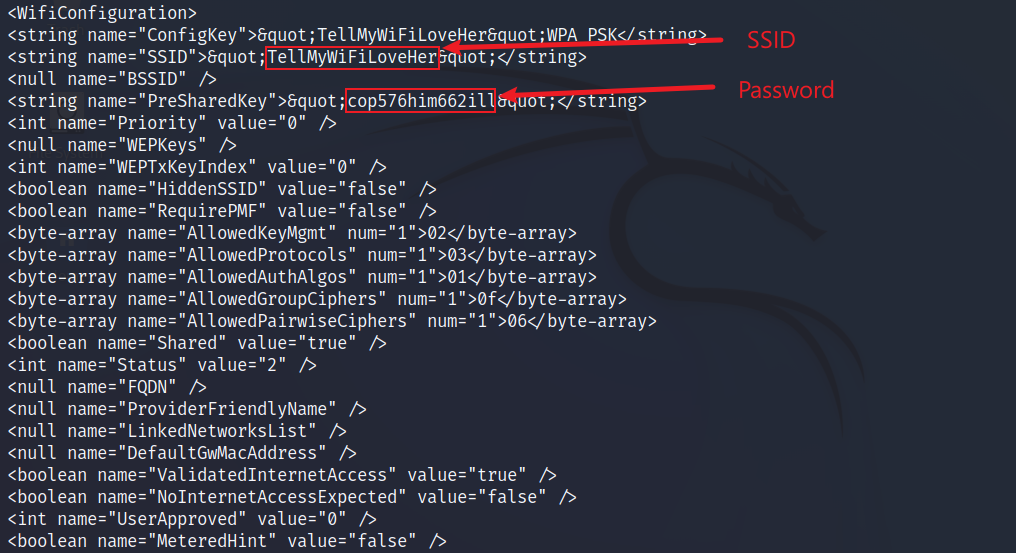 <WifiConfiguration>
<string name="ConfigKey">&quot;TellMyWiFiLoveHer&quot;WPA_PSK</string>
SSID
<string name="SSID">&quot;TellMyWiFiLoveHer&quot;</string>
<null name="BSSID" />
Password
<string name="PreSharedKey">&quot;cop576him662ill&quot;</string>
<int name="Priority" value="0" />
<null name="WEPKeys" />
<int name="WEPTxKeyIndex" value="0" />
<boolean name="HiddenSSID" value="false" />
<boolean name="RequirePMF" value="false" />
<byte-array name="AllowedKeyMgmt" num="1">02</byte-array>
<byte-array name="AllowedProtocols" num="1">03</byte-array>
<byte-array name="AllowedAuthAlgos" num="1">01</byte-array>
<byte-array name="AllowedGroupCiphers" num="1">0f</byte-array>
<byte-array name="AllowedPairwiseCiphers" num="1">06</byte-array>
<boolean name="Shared" value="true" />
<int name="Status" value="2" />
<null name="FQDN" />
<null name="ProviderFriendlyName" />
<null name="LinkedNetworksList" />
<null name="DefaultGwMacAddress" />
<boolean name="ValidatedInternetAccess" value="true" />
<boolean name="NoInternetAccessExpected" value="false" />
<int name="UserApproved" value="0" />
<boolean name="MeteredHint" value="false" />